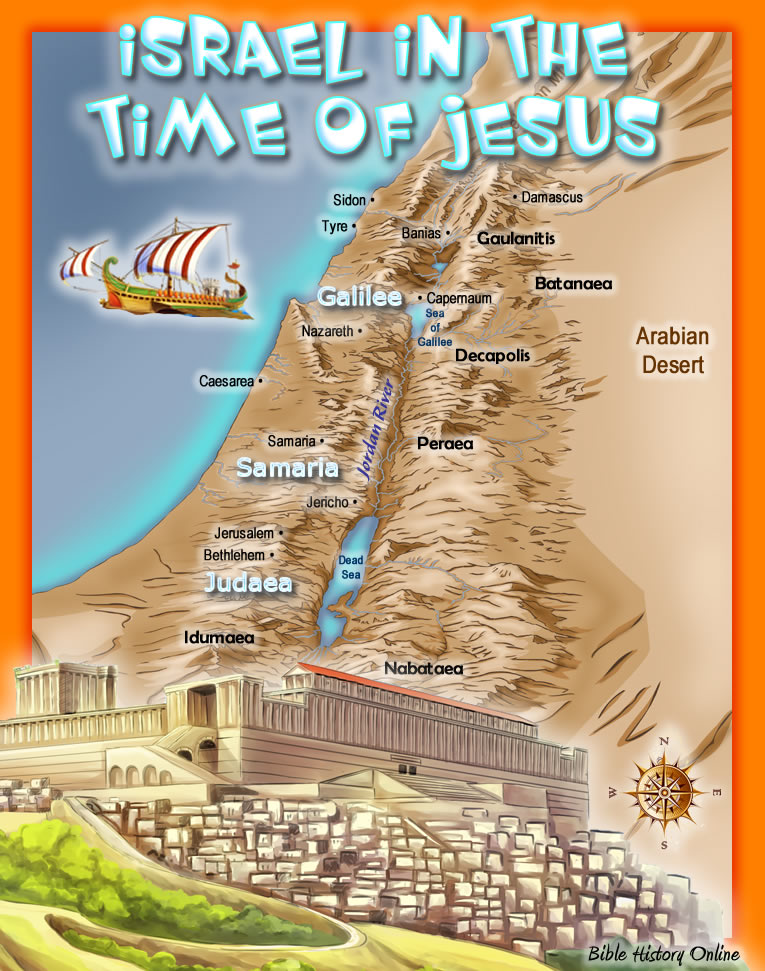 iSRAEL iN THE
TiME OF JESUS
Sidon
Damascus
Tyre
Banias
Gaulanitis
Batanaea
Galilee
Capernaum
Sea
of
Galilee
Nazareth
Arabian
Desert
Decapolis
Caesarea
Jordan River
Samaria
Peraea
Samaria
Jericho
Jerusalem
Bethlehem
Dead
Sea
Judaea
Idumaea
Nabataea
N
W
E
S
Bible History Online